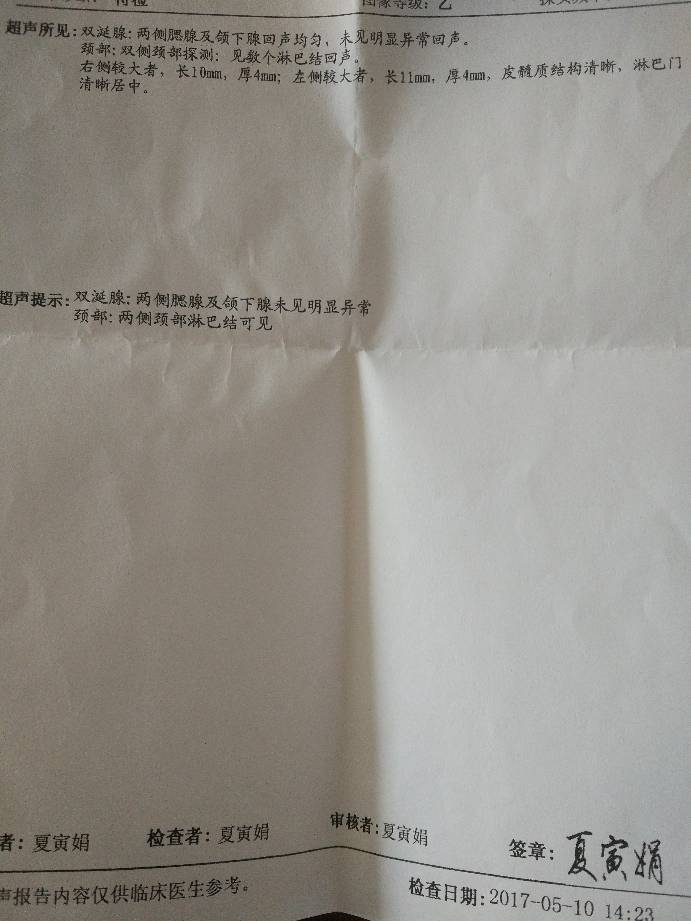 特检 图像等级: 乙
超声所见: 双涎腺: 两侧腮腺及颌下腺回声均匀, 未见明显异常回声。
颈部: 双侧颈部探测: 见数个淋巴结回声。
右侧较大者, 长10mm, 厚4mm; 左侧较大者, 长11mm, 厚4mm, 皮髓质结构清晰, 淋巴门
清晰居中。
超声提示: 双涎腺: 两侧腮腺及颌下腺未见明显异常
颈部: 两侧颈部淋巴结可见
者: 夏寅娟 检查者: 夏寅娟 审核者: 夏寅娟 签章: 夏寅娟
声报告内容仅供临床医生参考。 检查日期: 2017-05-10 14:23